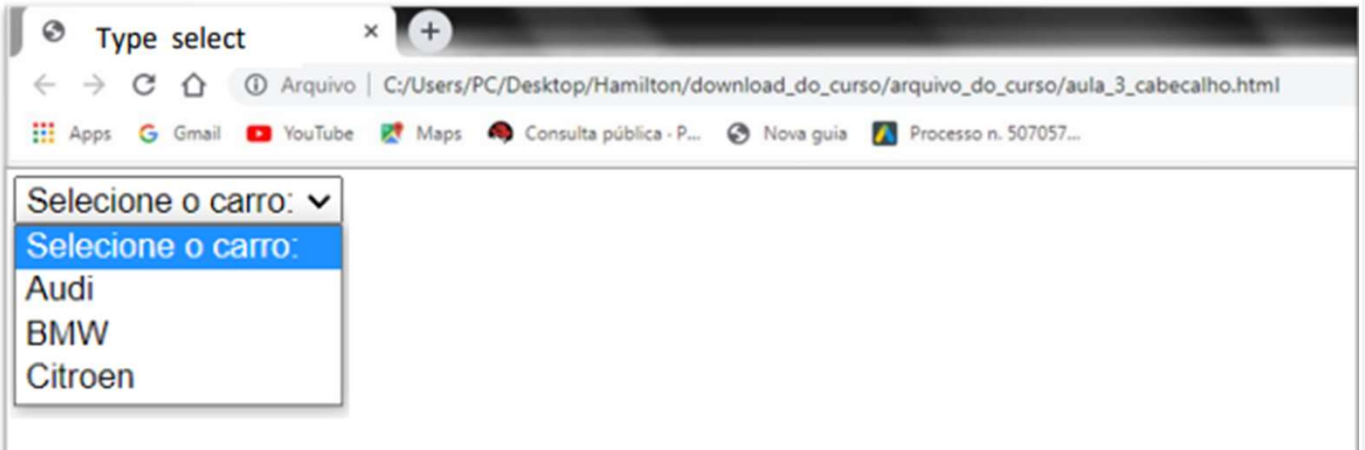 Type select
Arquivo | C:/Users/PC/Desktop/Hamilton/download_do_curso/arquivo_do_curso/aula_3_cabecalho.html
Apps Gmail YouTube Maps Consulta pública - P... Nova guia Processo n. 507057...
Selecione o carro:
Selecione o carro:
Audi
BMW
Citroen